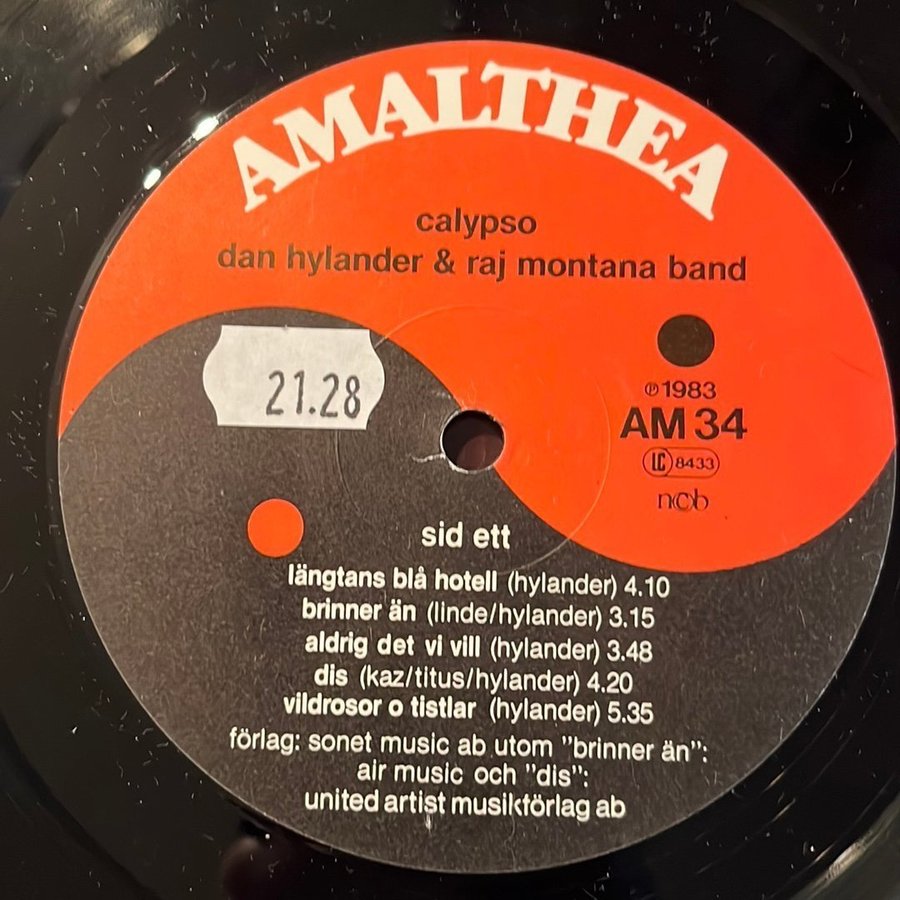 AMALTHEA
calypso
dan hylander & raj montana band
21.28
℗1983
AM 34
LC 8433
ncb
sid ett
längtans blå hotell (hylander) 4.10
brinner än (linde/hylander) 3.15
aldrig det vi vill (hylander) 3.48
dis (kaz/titus/hylander) 4.20
vildrosor o tistlar (hylander) 5.35
förlag: sonet music ab utom ”brinner än”:
air music och ”dis”:
united artist musikförlag ab